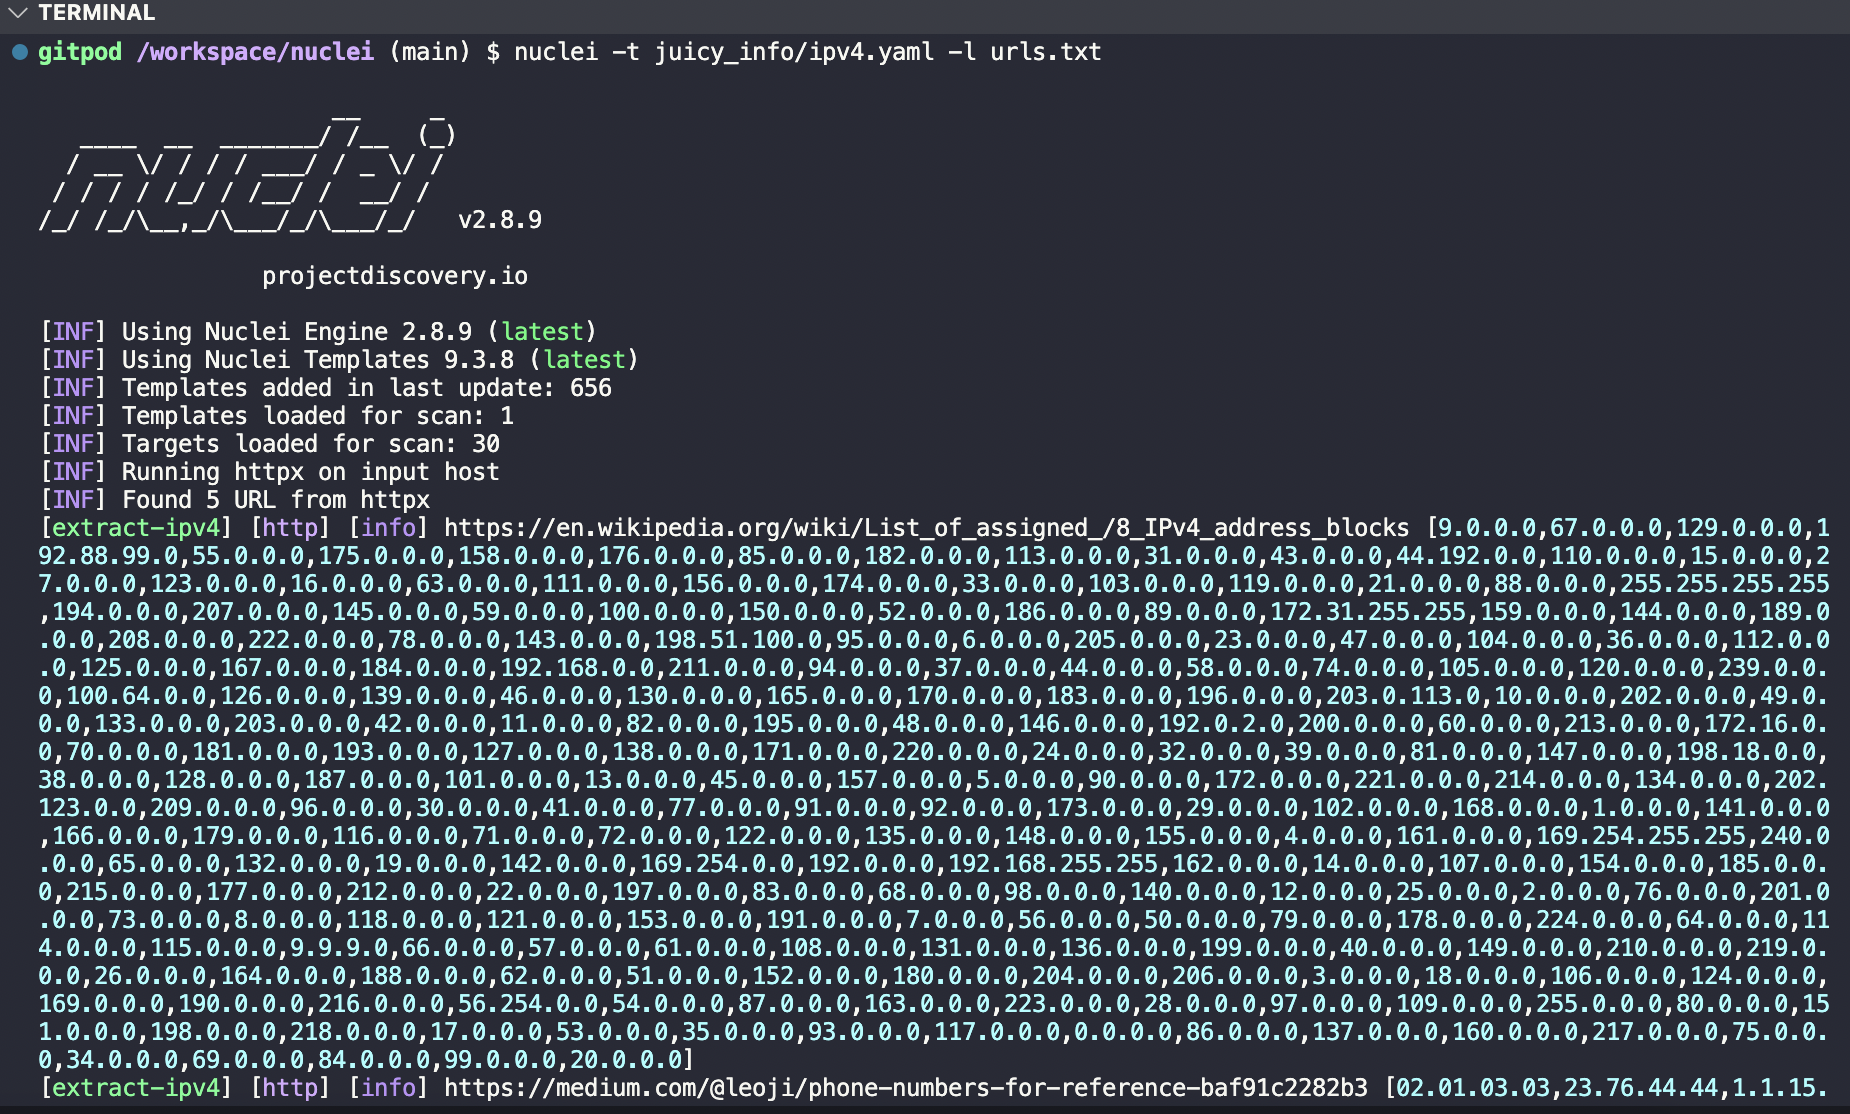 TERMINAL
gitpod /workspace/nuclei (main) $ nuclei -t juicy_info/ipv4.yaml -l urls.txt
                     __     _
   ____  __  _______/ /__  (_)
  / __ \/ / / / ___/ / _ \/ /
 / / / / /_/ / /__/ /  __/ /
/_/ /_/\__,_/\___/_/\___/_/   v2.8.9
projectdiscovery.io
[INF] Using Nuclei Engine 2.8.9 (latest)
[INF] Using Nuclei Templates 9.3.8 (latest)
[INF] Templates added in last update: 656
[INF] Templates loaded for scan: 1
[INF] Targets loaded for scan: 30
[INF] Running httpx on input host
[INF] Found 5 URL from httpx
[extract-ipv4] [http] [info] https://en.wikipedia.org/wiki/List_of_assigned_/8_IPv4_address_blocks [9.0.0.0,67.0.0.0,129.0.0.0,1
92.88.99.0,55.0.0.0,175.0.0.0,158.0.0.0,176.0.0.0,85.0.0.0,182.0.0.0,113.0.0.0,31.0.0.0,43.0.0.0,44.192.0.0,110.0.0.0,15.0.0.0,2
7.0.0.0,123.0.0.0,16.0.0.0,63.0.0.0,111.0.0.0,156.0.0.0,174.0.0.0,33.0.0.0,103.0.0.0,119.0.0.0,21.0.0.0,88.0.0.0,255.255.255.255
,194.0.0.0,207.0.0.0,145.0.0.0,59.0.0.0,100.0.0.0,150.0.0.0,52.0.0.0,186.0.0.0,89.0.0.0,172.31.255.255,159.0.0.0,144.0.0.0,189.0
.0.0,208.0.0.0,222.0.0.0,78.0.0.0,143.0.0.0,198.51.100.0,95.0.0.0,6.0.0.0,205.0.0.0,23.0.0.0,47.0.0.0,104.0.0.0,36.0.0.0,112.0.0
.0,125.0.0.0,167.0.0.0,184.0.0.0,192.168.0.0,211.0.0.0,94.0.0.0,37.0.0.0,44.0.0.0,58.0.0.0,74.0.0.0,105.0.0.0,120.0.0.0,239.0.0.
0,100.64.0.0,126.0.0.0,139.0.0.0,46.0.0.0,130.0.0.0,165.0.0.0,170.0.0.0,183.0.0.0,196.0.0.0,203.0.113.0,10.0.0.0,202.0.0.0,49.0.
0.0,133.0.0.0,203.0.0.0,42.0.0.0,11.0.0.0,82.0.0.0,195.0.0.0,48.0.0.0,146.0.0.0,192.0.2.0,200.0.0.0,60.0.0.0,213.0.0.0,172.16.0.
0,70.0.0.0,181.0.0.0,193.0.0.0,127.0.0.0,138.0.0.0,171.0.0.0,220.0.0.0,24.0.0.0,32.0.0.0,39.0.0.0,81.0.0.0,147.0.0.0,198.18.0.0,
38.0.0.0,128.0.0.0,187.0.0.0,101.0.0.0,13.0.0.0,45.0.0.0,157.0.0.0,5.0.0.0,90.0.0.0,172.0.0.0,221.0.0.0,214.0.0.0,134.0.0.0,202.
123.0.0,209.0.0.0,96.0.0.0,30.0.0.0,41.0.0.0,77.0.0.0,91.0.0.0,92.0.0.0,173.0.0.0,29.0.0.0,102.0.0.0,168.0.0.0,1.0.0.0,141.0.0.0
,166.0.0.0,179.0.0.0,116.0.0.0,71.0.0.0,72.0.0.0,122.0.0.0,135.0.0.0,148.0.0.0,155.0.0.0,4.0.0.0,161.0.0.0,169.254.255.255,240.0
.0.0,65.0.0.0,132.0.0.0,19.0.0.0,142.0.0.0,169.254.0.0,192.0.0.0,192.168.255.255,162.0.0.0,14.0.0.0,107.0.0.0,154.0.0.0,185.0.0.
0,215.0.0.0,177.0.0.0,212.0.0.0,22.0.0.0,197.0.0.0,83.0.0.0,68.0.0.0,98.0.0.0,140.0.0.0,12.0.0.0,25.0.0.0,2.0.0.0,76.0.0.0,201.0
.0.0,73.0.0.0,8.0.0.0,118.0.0.0,121.0.0.0,153.0.0.0,191.0.0.0,7.0.0.0,56.0.0.0,50.0.0.0,79.0.0.0,178.0.0.0,224.0.0.0,64.0.0.0,11
4.0.0.0,115.0.0.0,9.9.9.0,66.0.0.0,57.0.0.0,61.0.0.0,108.0.0.0,131.0.0.0,136.0.0.0,199.0.0.0,40.0.0.0,149.0.0.0,210.0.0.0,219.0.
0.0,26.0.0.0,164.0.0.0,188.0.0.0,62.0.0.0,51.0.0.0,152.0.0.0,180.0.0.0,204.0.0.0,206.0.0.0,3.0.0.0,18.0.0.0,106.0.0.0,124.0.0.0,
169.0.0.0,190.0.0.0,216.0.0.0,56.254.0.0,54.0.0.0,87.0.0.0,163.0.0.0,223.0.0.0,28.0.0.0,97.0.0.0,109.0.0.0,255.0.0.0,80.0.0.0,15
1.0.0.0,198.0.0.0,218.0.0.0,17.0.0.0,53.0.0.0,35.0.0.0,93.0.0.0,117.0.0.0,0.0.0.0,86.0.0.0,137.0.0.0,160.0.0.0,217.0.0.0,75.0.0.
0,34.0.0.0,69.0.0.0,84.0.0.0,99.0.0.0,20.0.0.0]
[extract-ipv4] [http] [info] https://medium.com/@leoji/phone-numbers-for-reference-baf91c2282b3 [02.01.03.03,23.76.44.44,1.1.15.